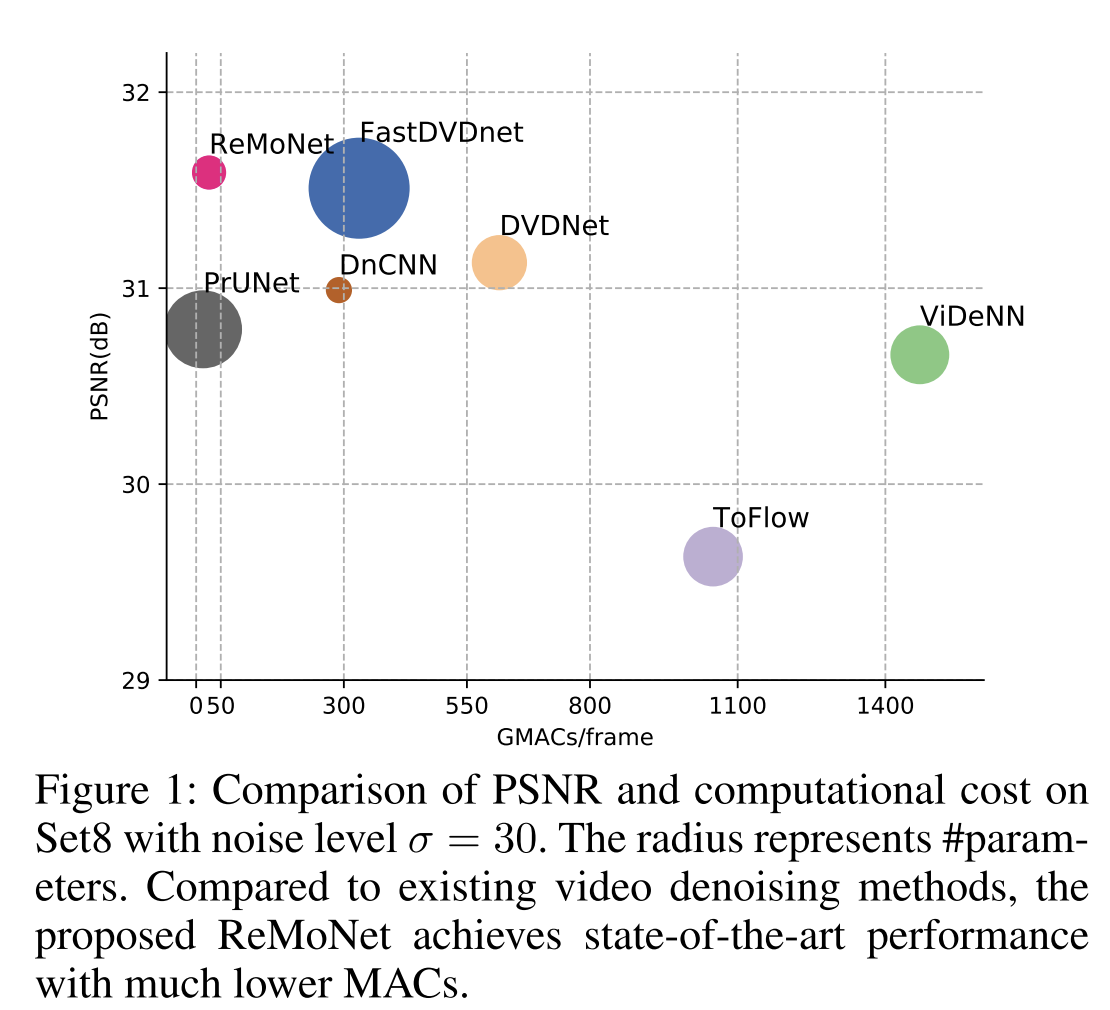 32
FastDVDnet
ReMoNet
DVDNet
DnCNN
31
PrUNet
ViDeNN
PSNR(dB)
30
ToFlow
29
0 50 300 550 800 1100 1400
GMACs/frame
Figure 1: Comparison of PSNR and computational cost on
Set8 with noise level σ = 30. The radius represents #param-
eters. Compared to existing video denoising methods, the
proposed ReMoNet achieves state-of-the-art performance
with much lower MACs.